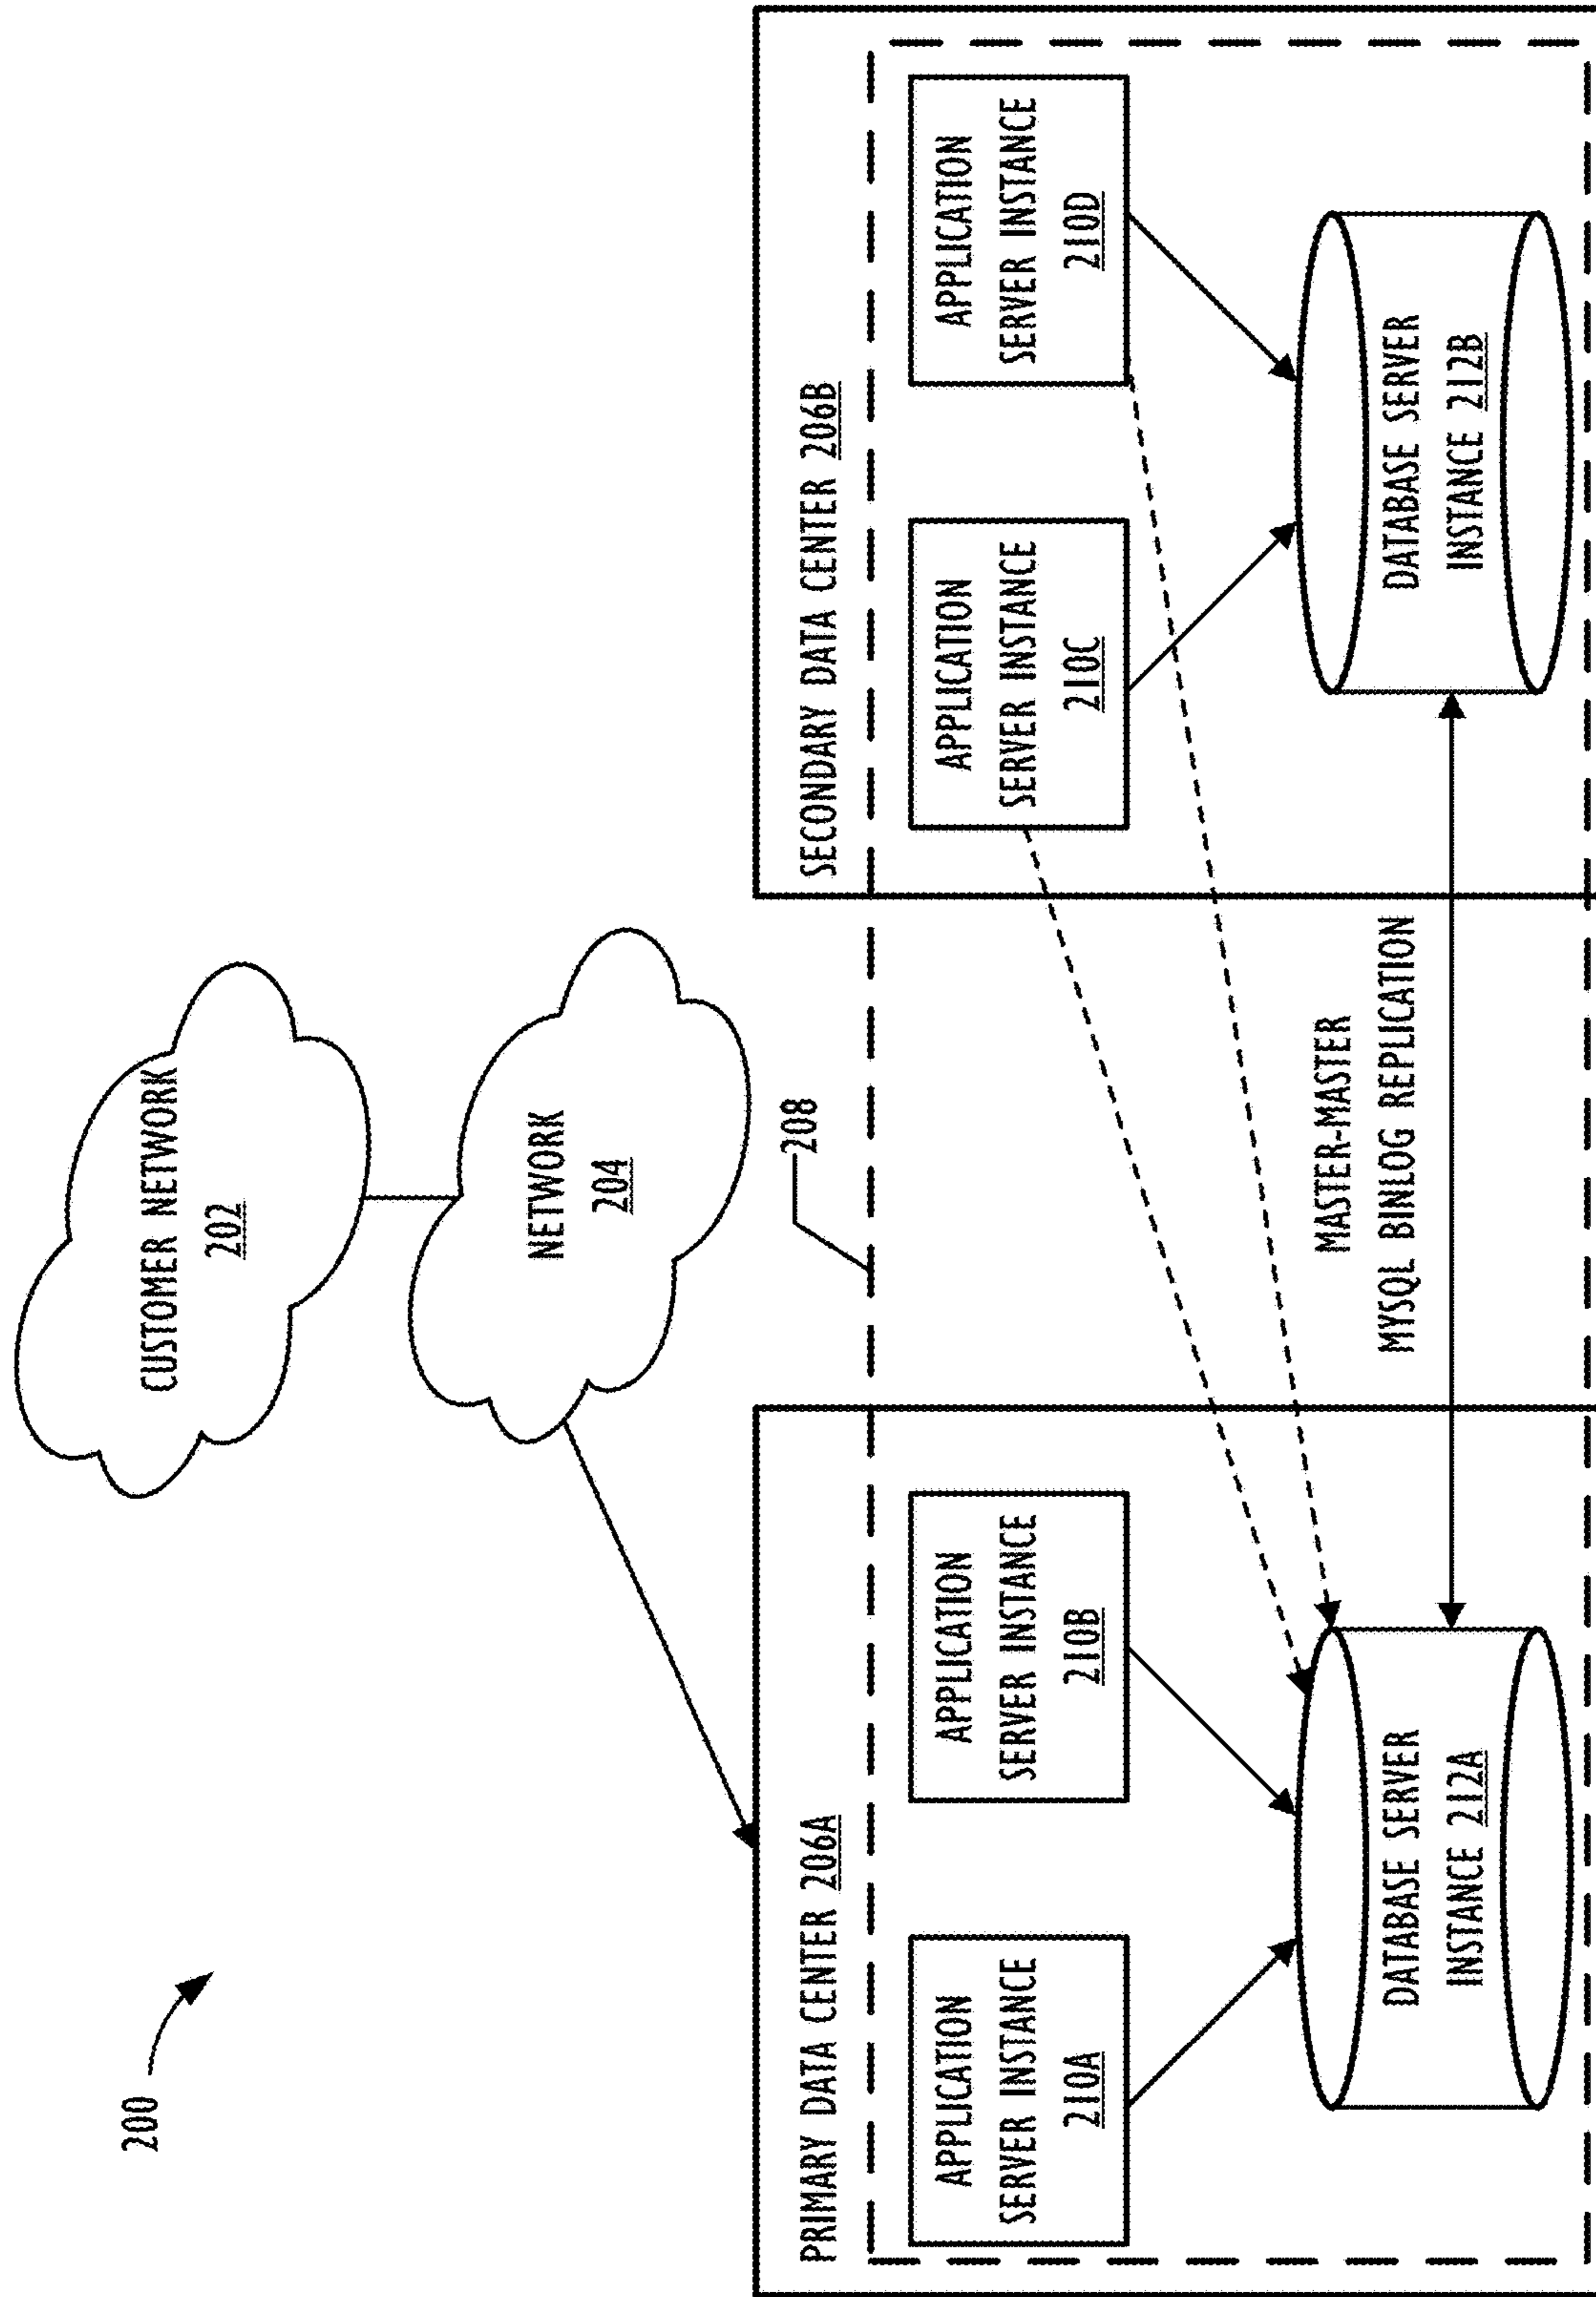 200
CUSTOMER NETWORK
202
NETWORK
204
208
PRIMARY DATA CENTER 206A
APPLICATION
SERVER INSTANCE
210A
APPLICATION
SERVER INSTANCE
210B
DATABASE SERVER
INSTANCE 212A
MASTER-MASTER
MYSQL BINLOG REPLICATION
SECONDARY DATA CENTER 206B
APPLICATION
SERVER INSTANCE
210C
APPLICATION
SERVER INSTANCE
210D
DATABASE SERVER
INSTANCE 212B